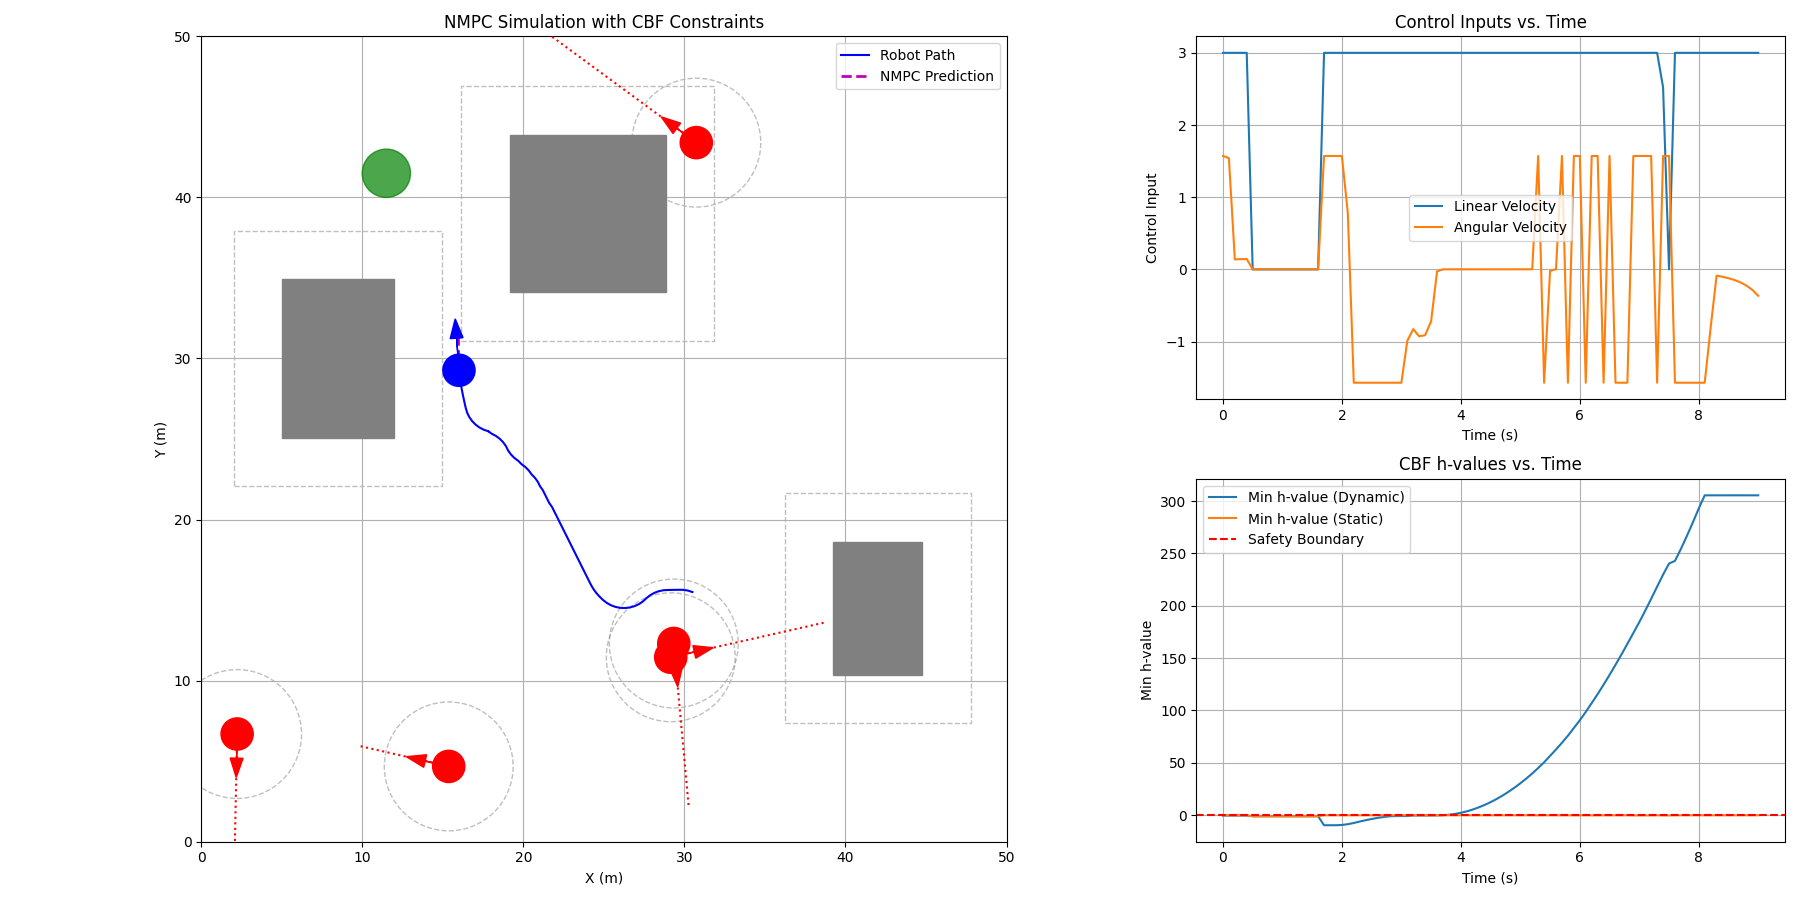 NMPC Simulation with CBF Constraints
Robot Path
NMPC Prediction
50
40
30
20
10
0
Y (m)
0 10 20 30 40 50
X (m)
Control Inputs vs. Time
3
2
1
0
−1
Control Input
Linear Velocity
Angular Velocity
0 2 4 6 8
Time (s)
CBF h-values vs. Time
Min h-value (Dynamic)
Min h-value (Static)
Safety Boundary
300
250
200
150
100
50
0
Min h-value
0 2 4 6 8
Time (s)